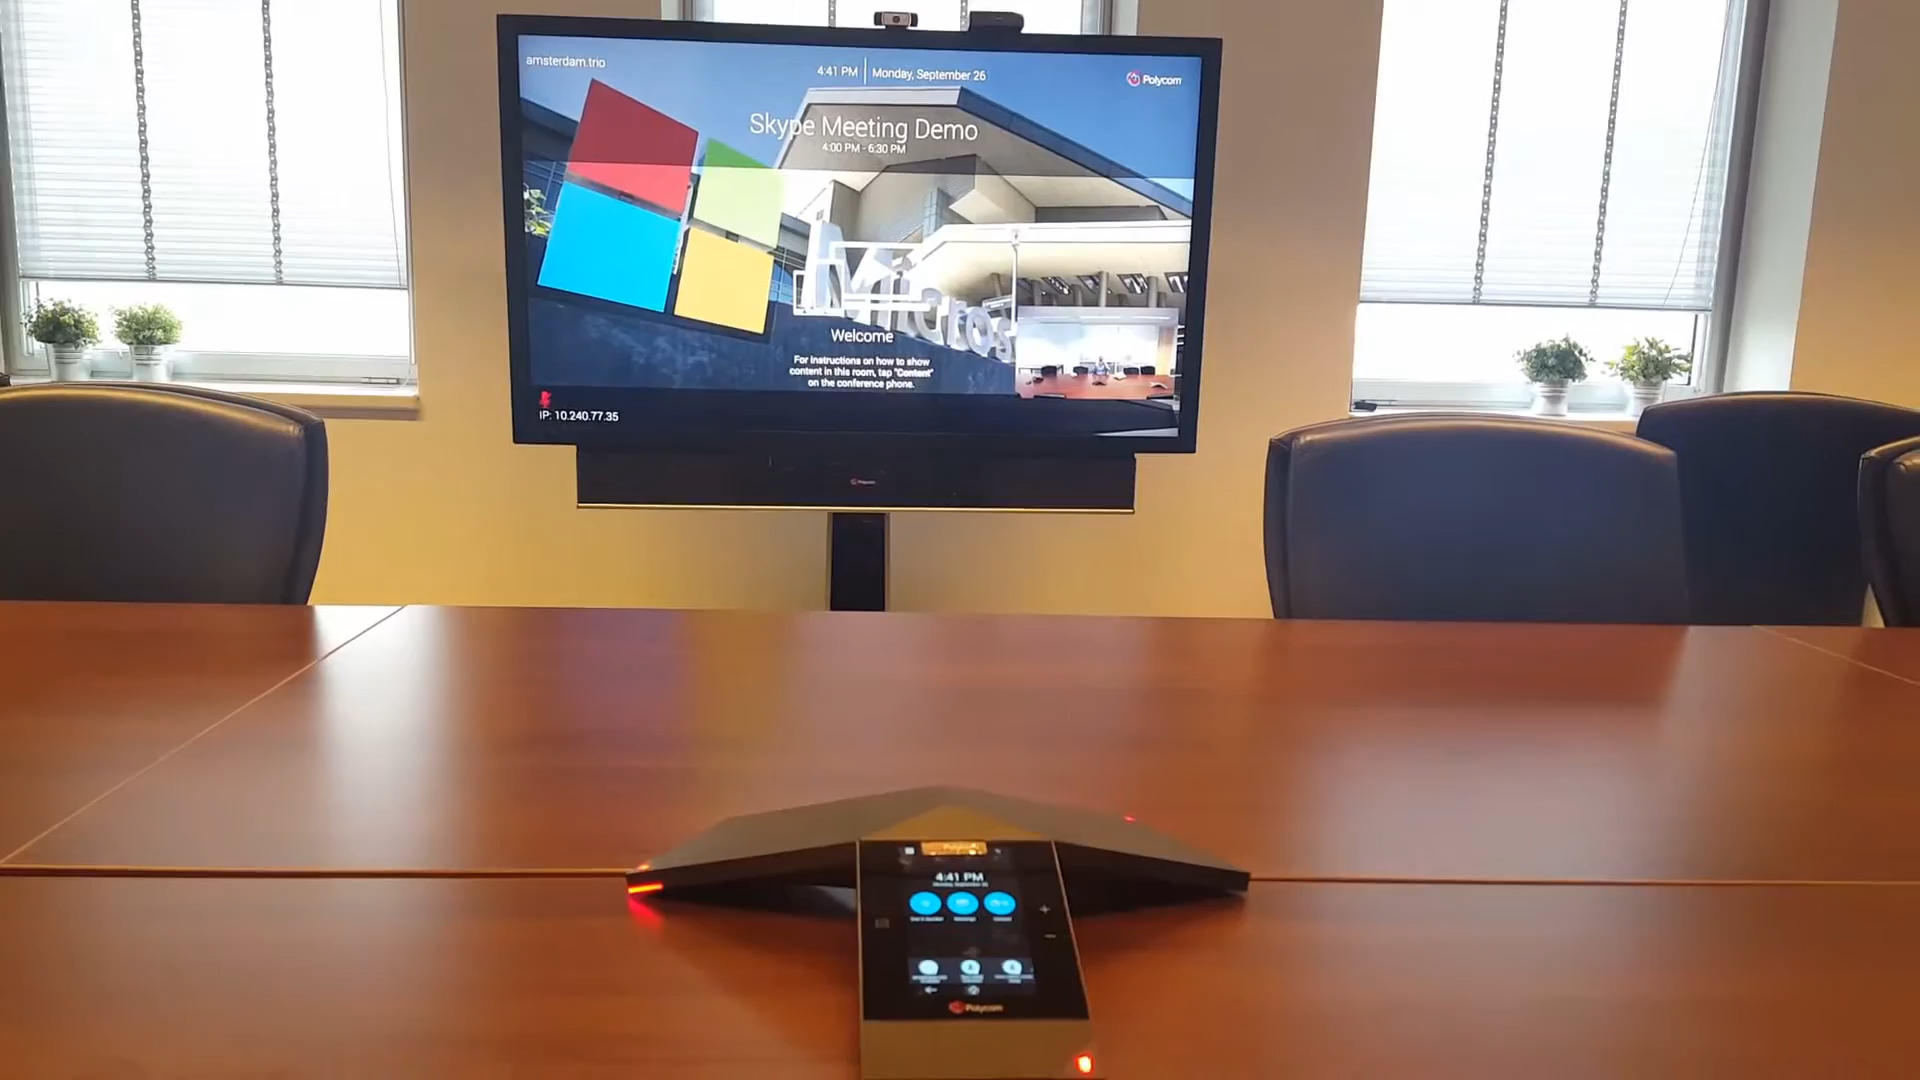 amsterdam.trio
4:41 PM
Monday, September 26
Polycom
Skype Meeting Demo
4:00 PM - 6:30 PM
Micros
Welcome
For instructions on how to show
content in this room, tap "Content"
on the conference phone.
IP: 10.240.77.35
Polycom
4:41 PM
Polycom